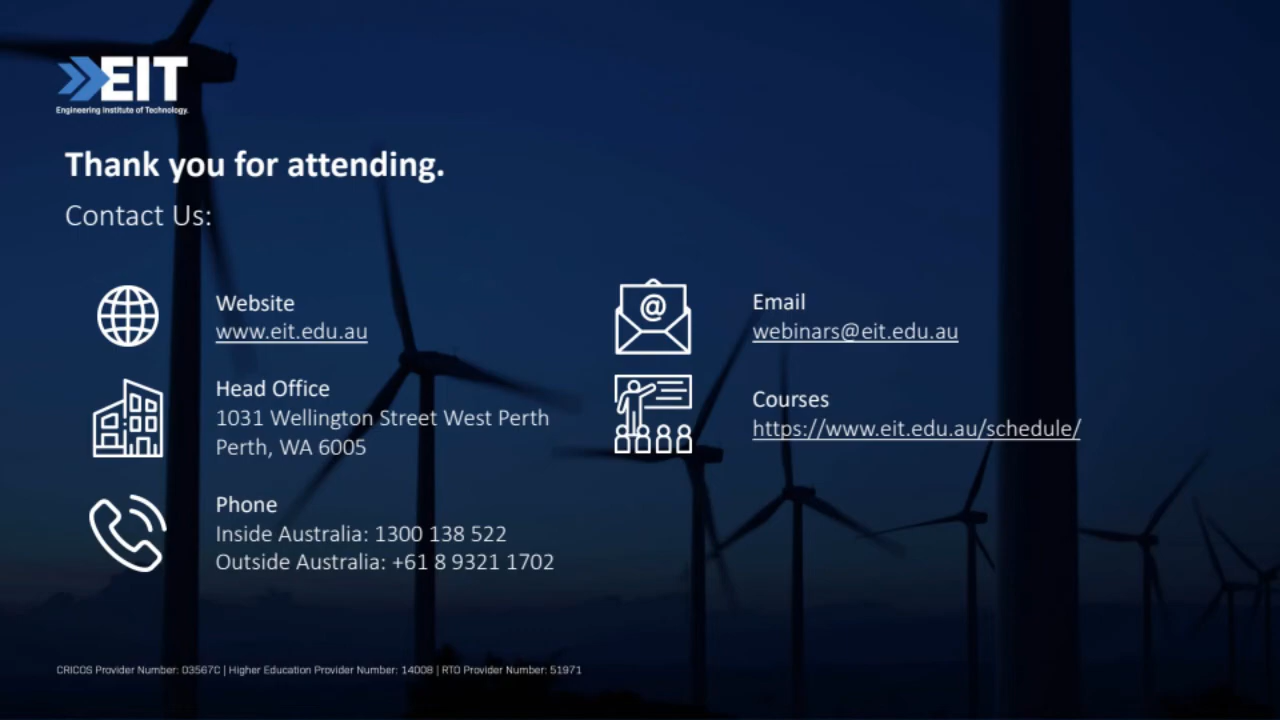 EIT
Engineering Institute of Technology.
Thank you for attending.
Contact Us:
Website
www.eit.edu.au
Head Office
1031 Wellington Street West Perth
Perth, WA 6005
Phone
Inside Australia: 1300 138 522
Outside Australia: +61 8 9321 1702
@
Email
webinars@eit.edu.au
Courses
https://www.eit.edu.au/schedule/
CRICOS Provider Number: 03567C | Higher Education Provider Number: 14008 | RTO Provider Number: 51971